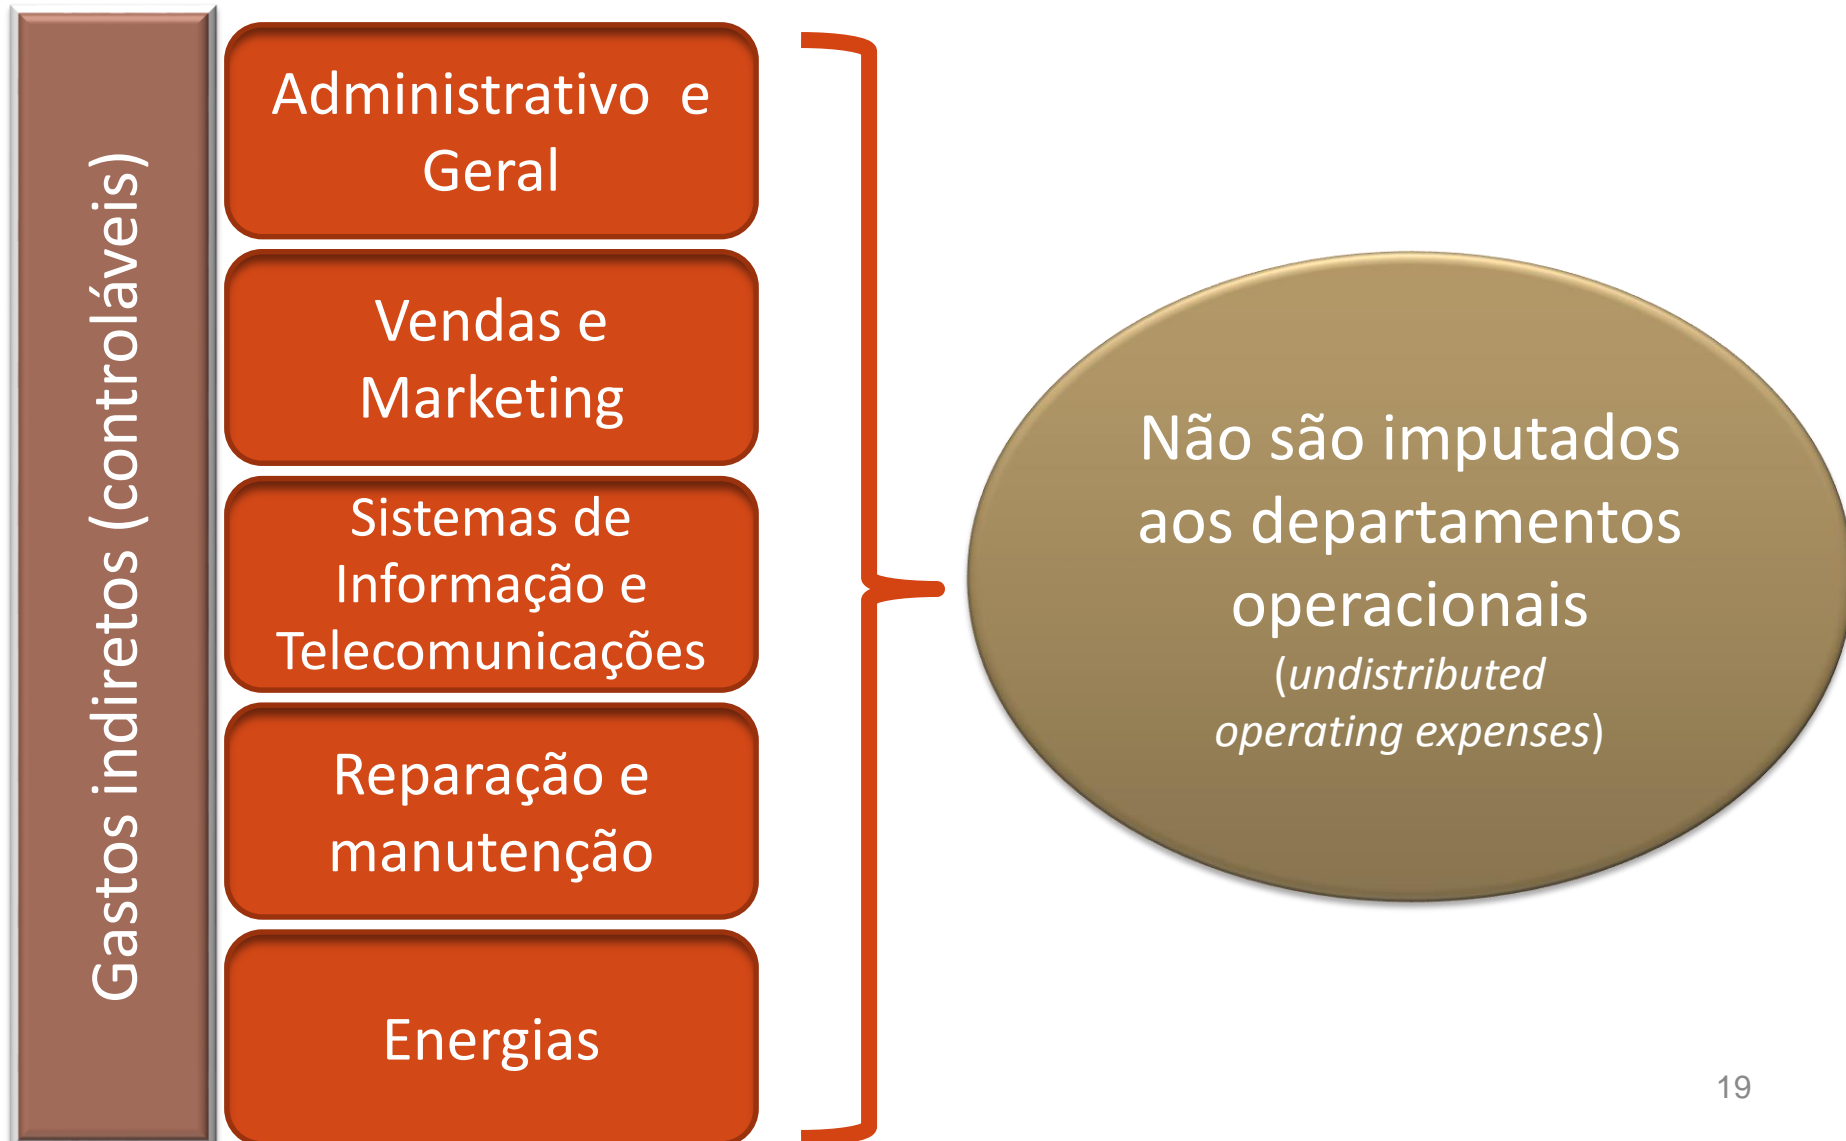 Gastos indiretos (controláveis)
Administrativo e
Geral
Vendas e
Marketing
Sistemas de
Informação e
Telecomunicações
Reparação e
manutenção
Energias
Não são imputados
aos departamentos
operacionais
(undistributed
operating expenses)
19